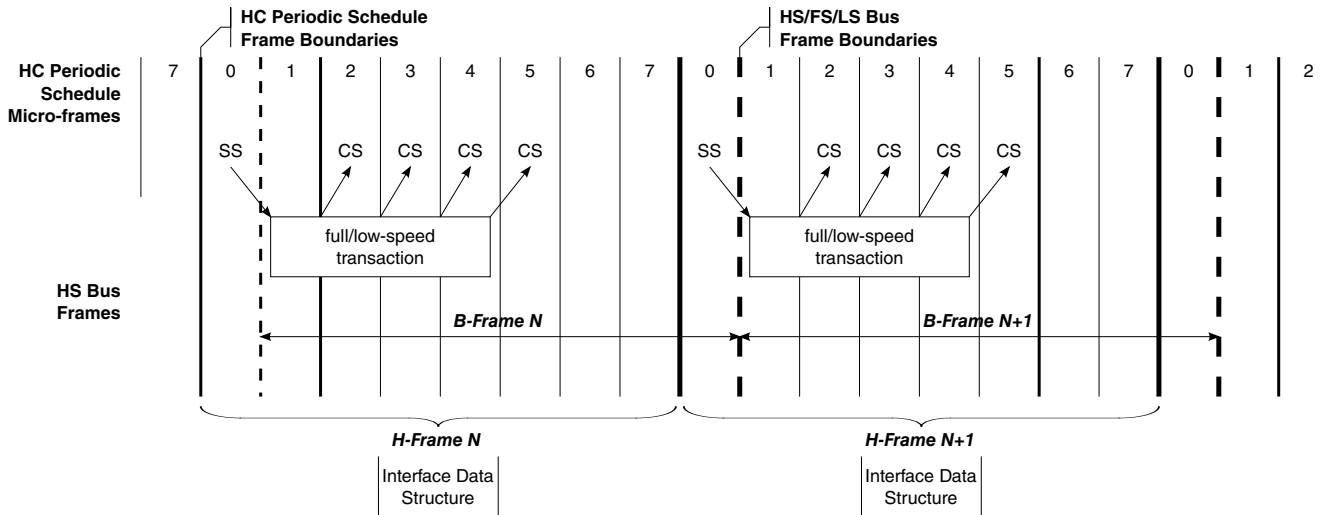 HC Periodic Schedule
Frame Boundaries
HS/FS/LS Bus
Frame Boundaries
HC Periodic
Schedule
Micro-frames
7 0 1 2 3 4 5 6 7 0 1 2 3 4 5 6 7 0 1 2
SS CS CS CS CS SS CS CS CS CS
full/low-speed
transaction
full/low-speed
transaction
HS Bus
Frames
B-Frame N
B-Frame N+1
H-Frame N
H-Frame N+1
Interface Data
Structure
Interface Data
Structure